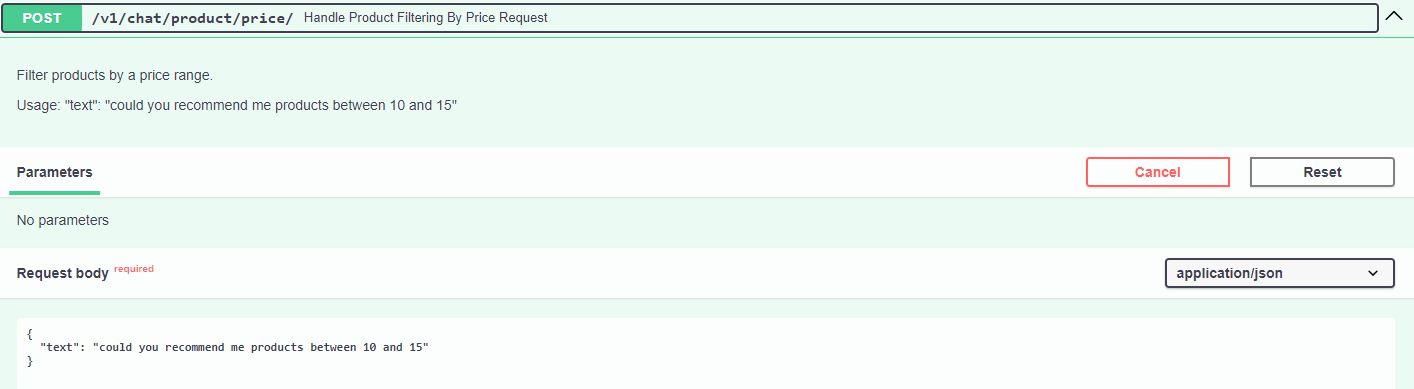 POST /v1/chat/product/price/ Handle Product Filtering By Price Request
Filter products by a price range.
Usage: "text": "could you recommend me products between 10 and 15"
Parameters Cancel Reset
No parameters
Request body required application/json
{
"text": "could you recommend me products between 10 and 15"
}